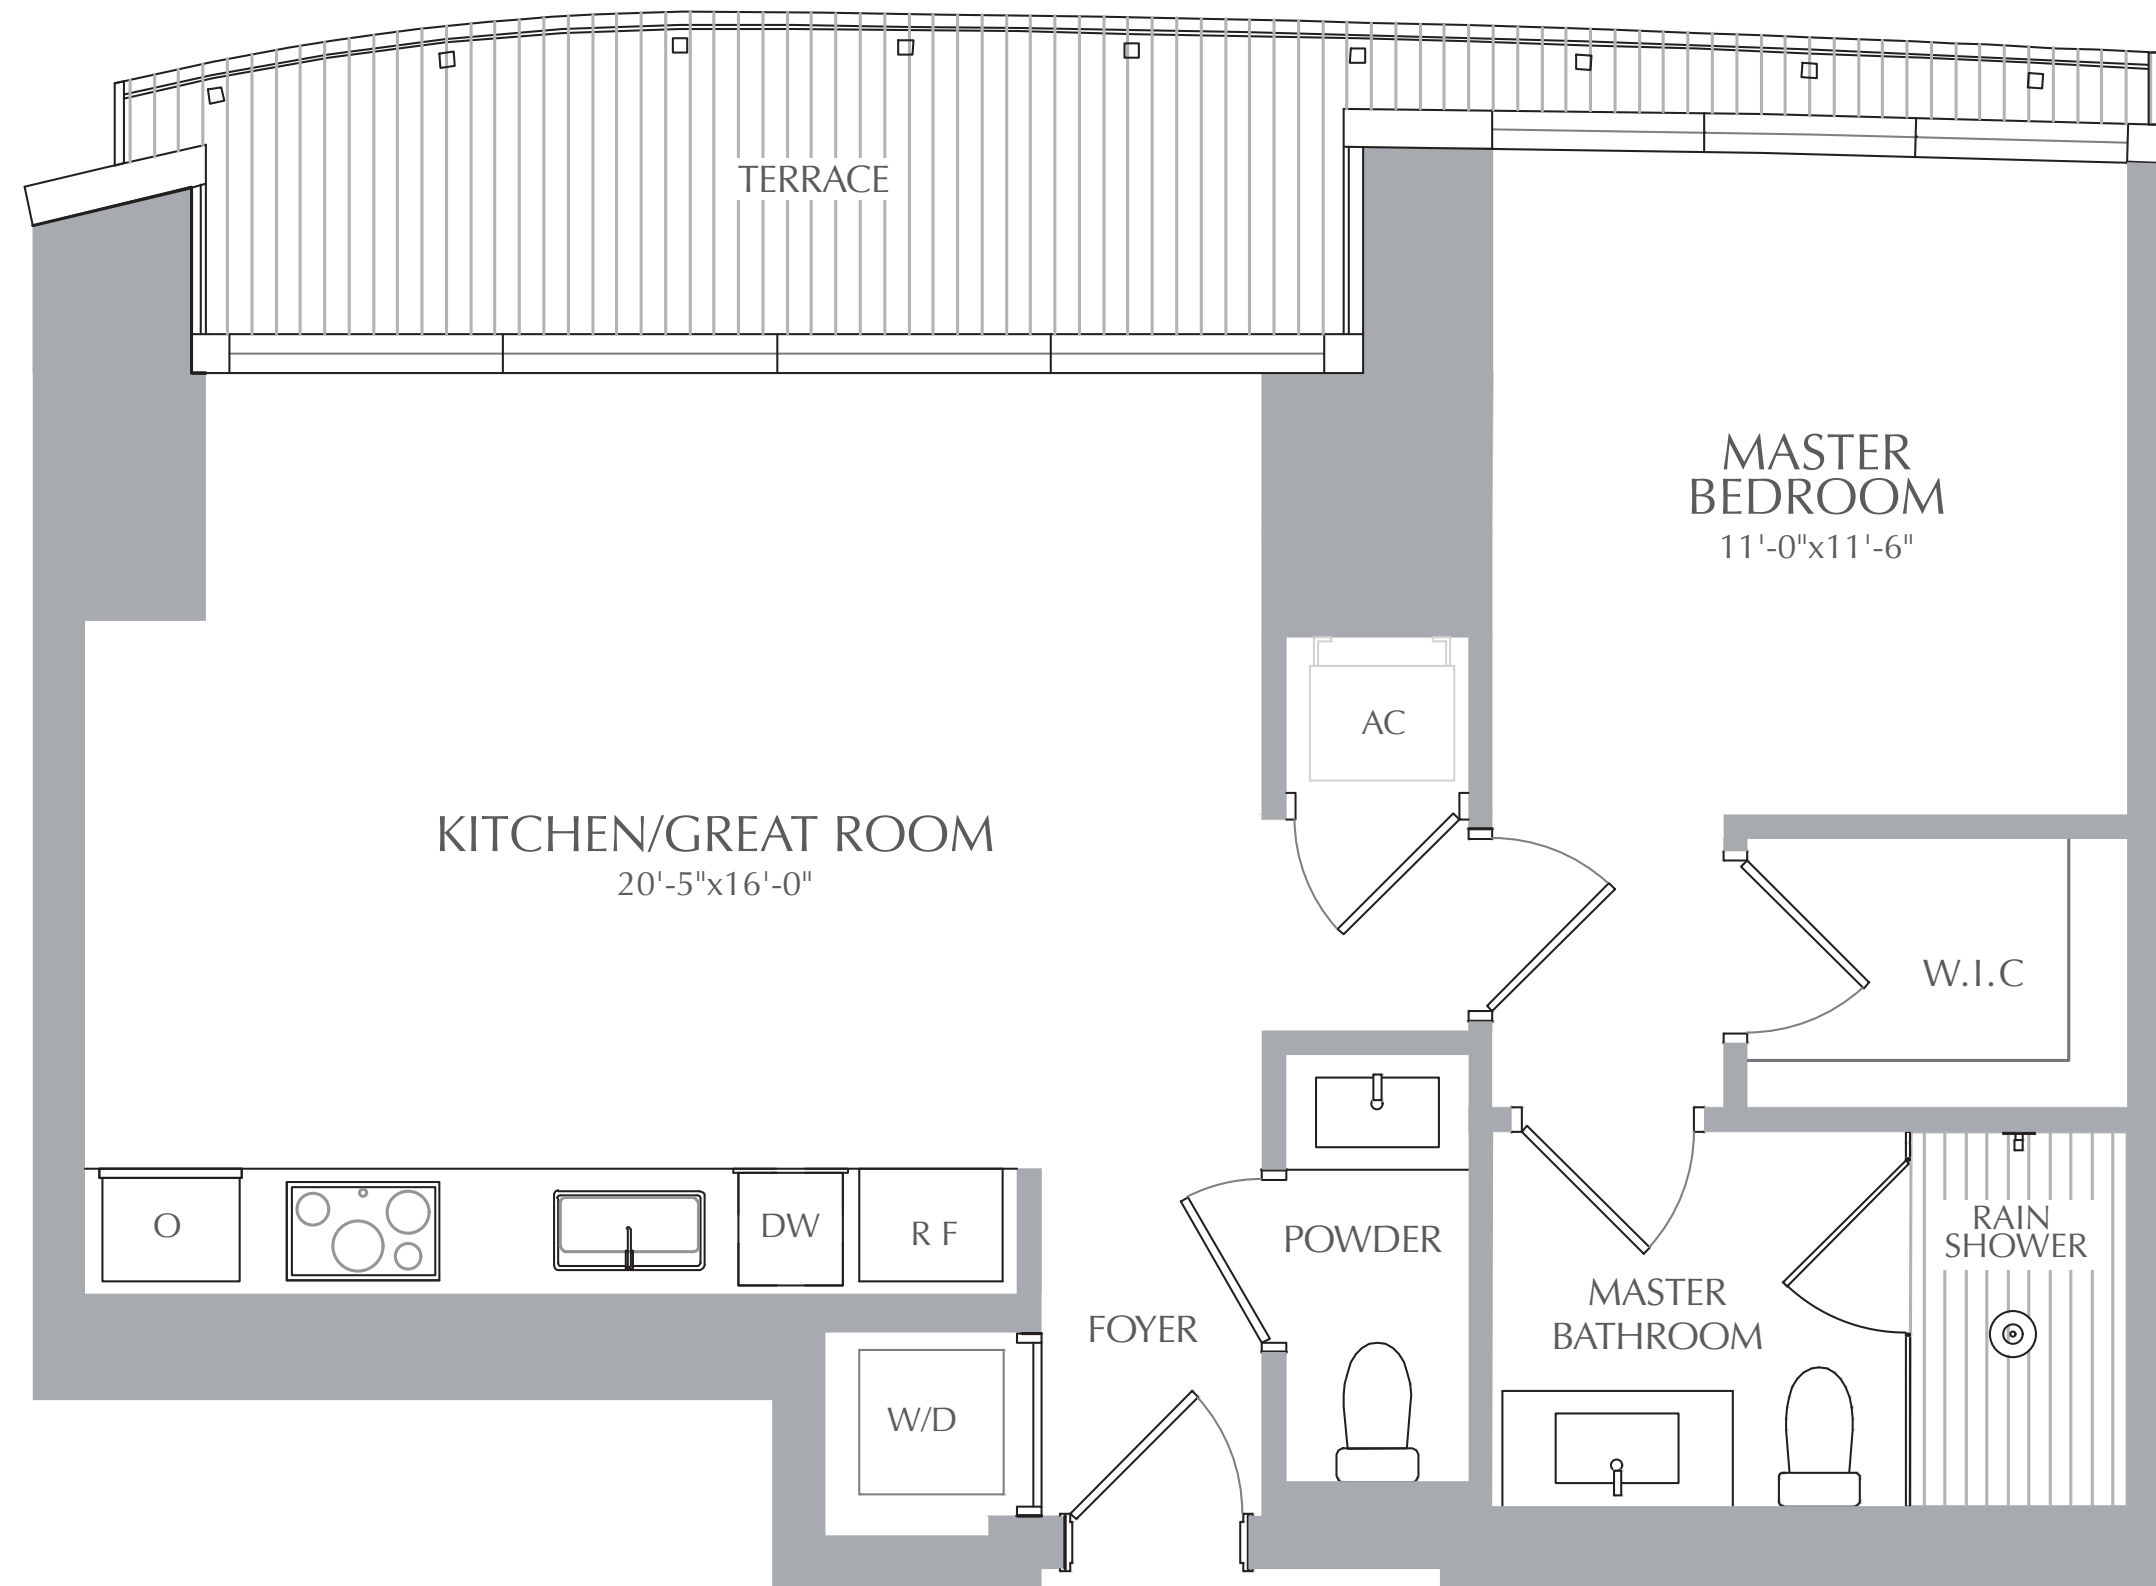 TERRACE
MASTER
BEDROOM
11'-0"x11'-6"
AC
KITCHEN/GREAT ROOM
20'-5"x16'-0"
W.I.C
O
DW
R F
POWDER
RAIN
SHOWER
FOYER
MASTER
BATHROOM
W/D